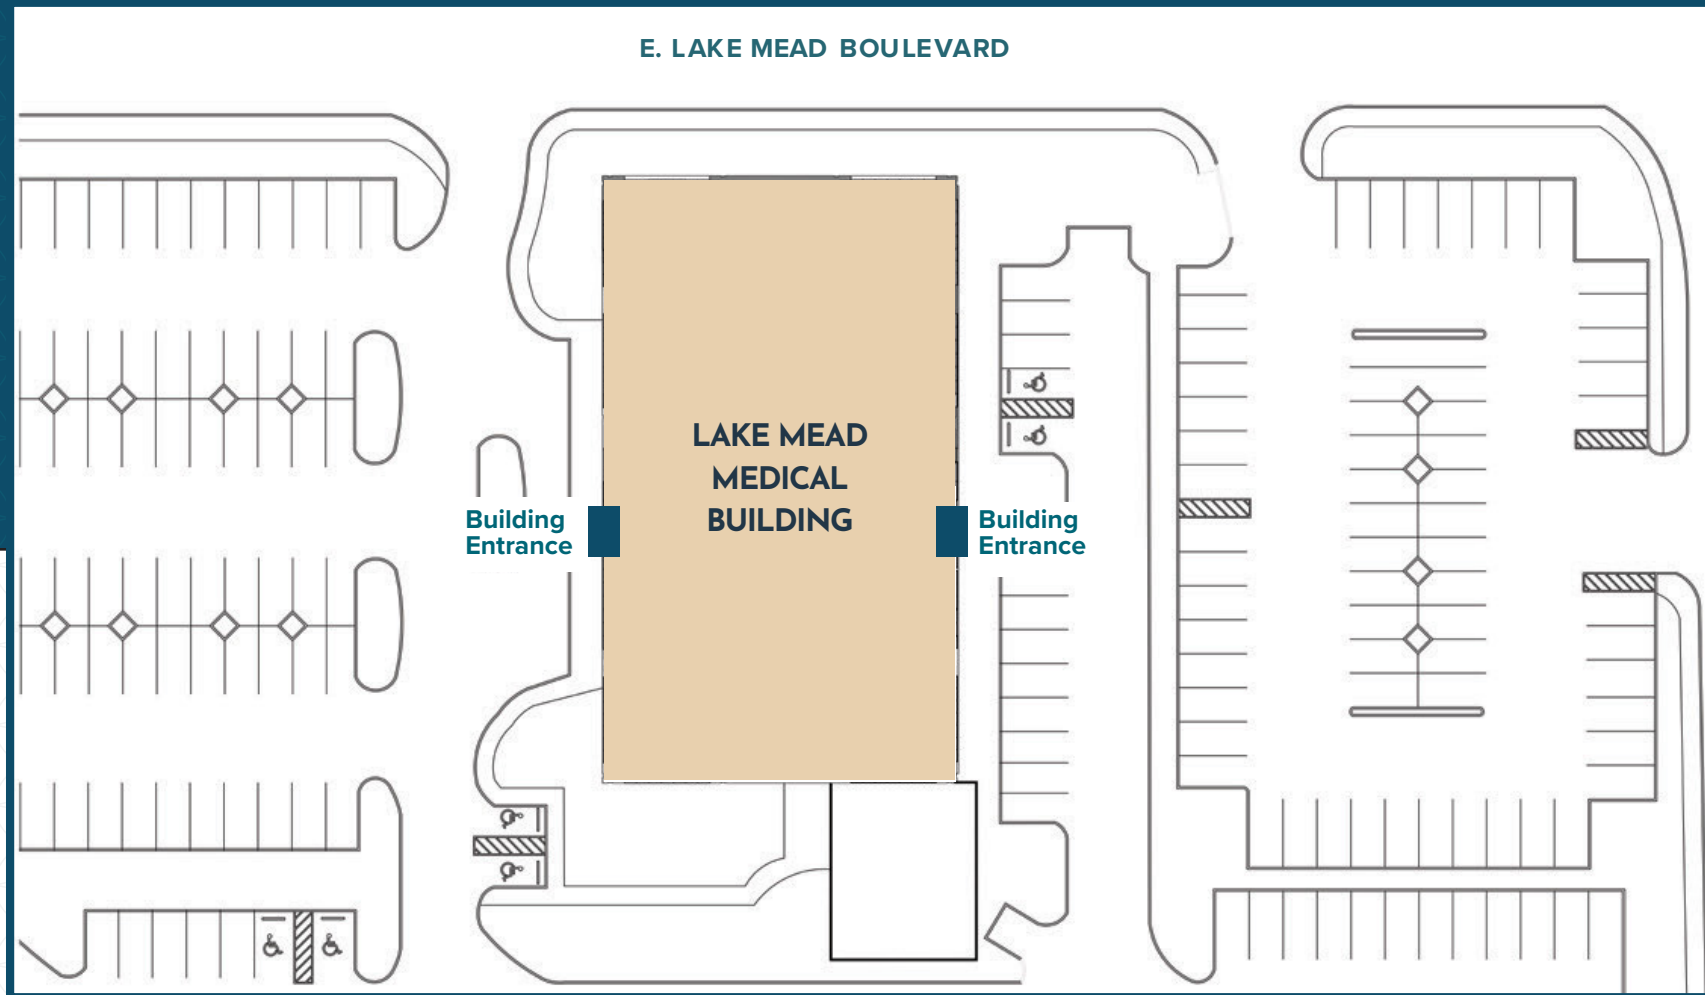 E. LAKE MEAD BOULEVARD
LAKE MEAD
MEDICAL
BUILDING
Building
Entrance
Building
Entrance